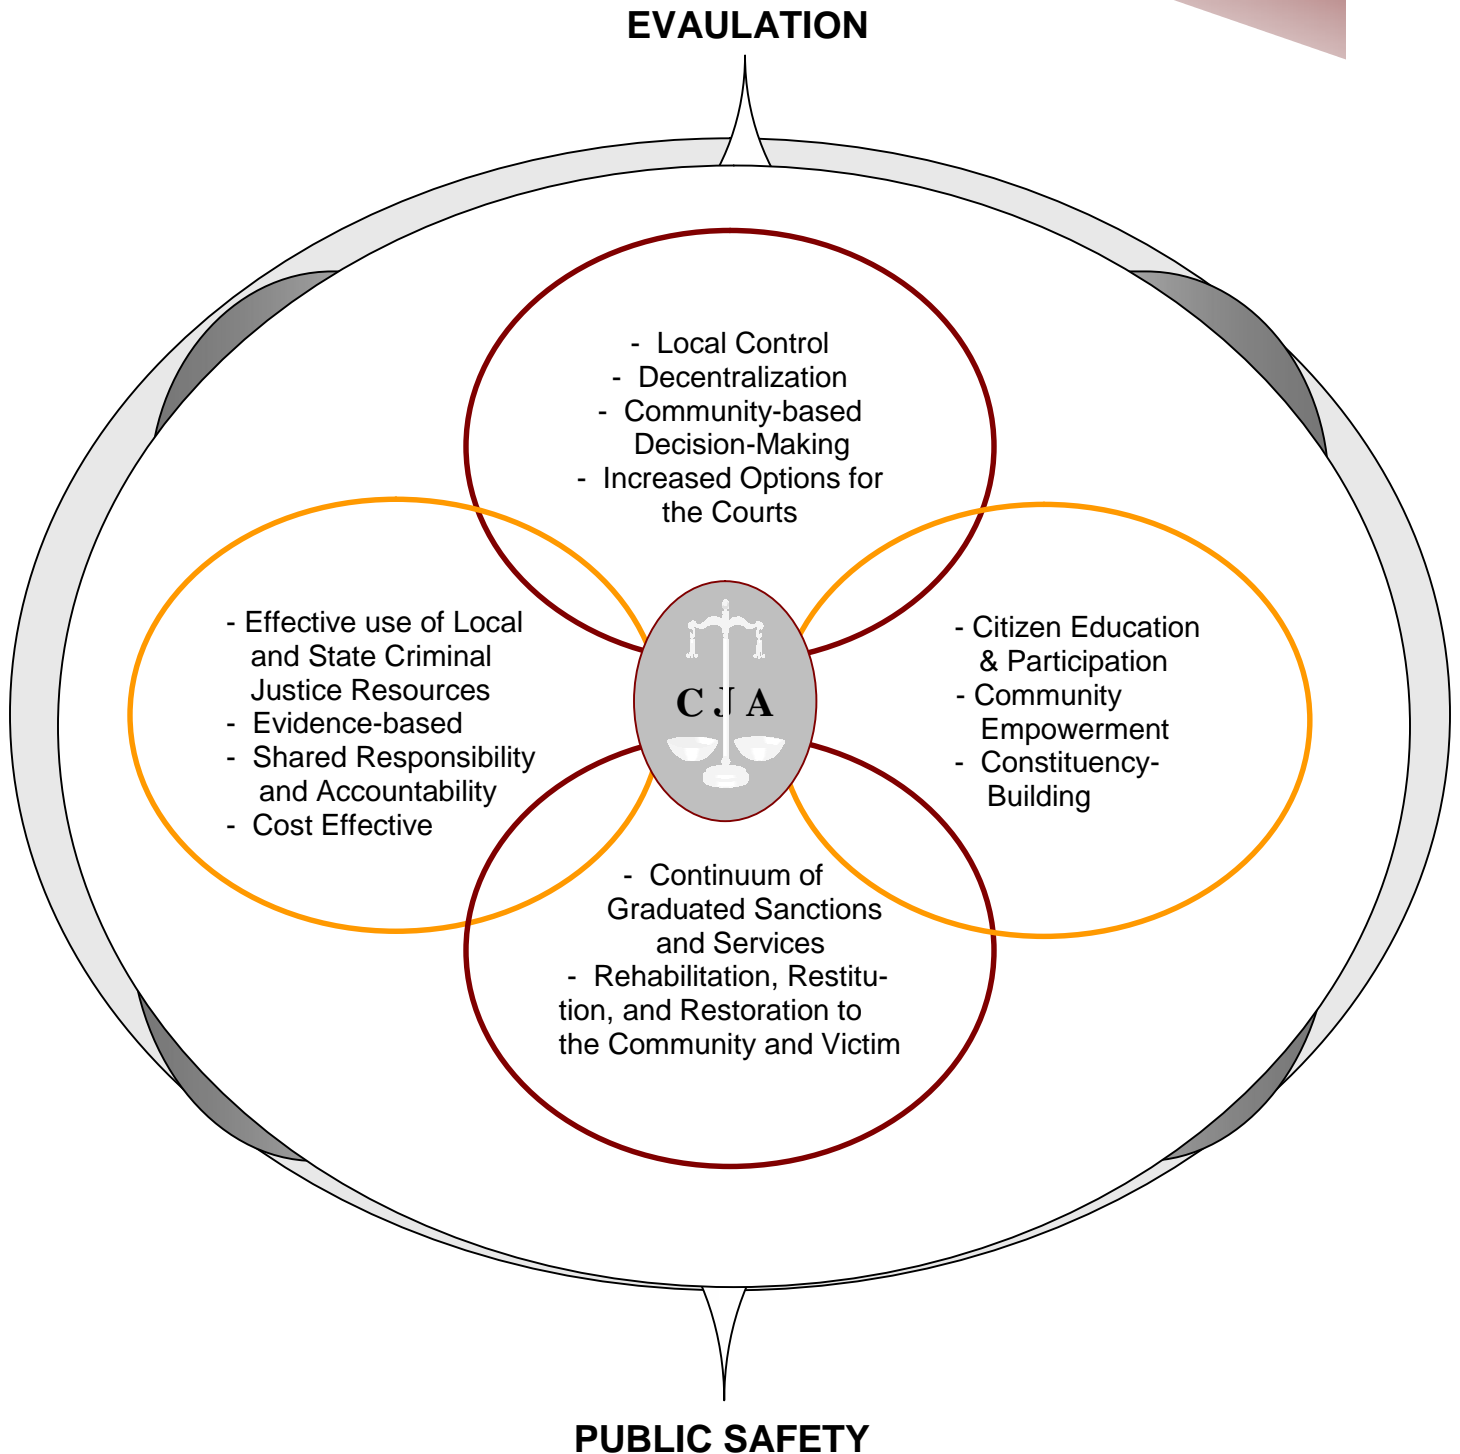 EVAULATION
- Local Control
- Decentralization
- Community-based
Decision-Making
- Increased Options for
the Courts
- Effective use of Local
and State Criminal
Justice Resources
- Evidence-based
- Shared Responsibility
and Accountability
- Cost Effective
C J A
- Citizen Education
& Participation
- Community
Empowerment
- Constituency-
Building
- Continuum of
Graduated Sanctions
and Services
- Rehabilitation, Restitu-
tion, and Restoration to
the Community and Victim
PUBLIC SAFETY